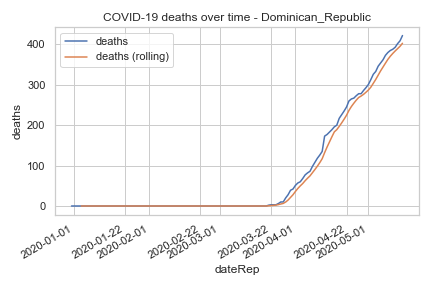 COVID-19 deaths over time - Dominican_Republic
deaths
deaths (rolling)
400
300
200
100
0
deaths
2020-01-01
2020-01-22
2020-02-01
2020-02-22
2020-03-01
2020-03-22
2020-04-01
2020-04-22
2020-05-01
dateRep